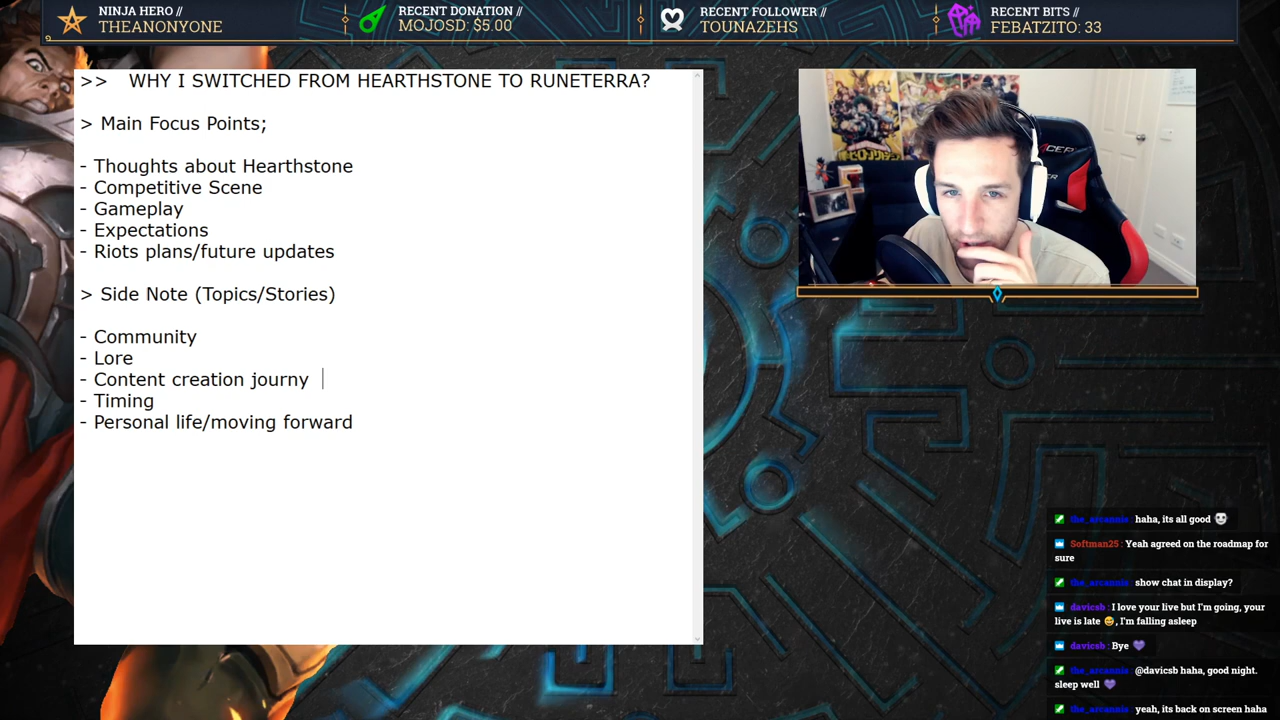 NINJA HERO //
THEANONYONE
RECENT DONATION //
MOJOSD: $5.00
RECENT FOLLOWER //
TOUNAZEHS
RECENT BITS //
FEBATZITO: 33
>> WHY I SWITCHED FROM HEARTHSTONE TO RUNETERRA?
> Main Focus Points;
- Thoughts about Hearthstone
- Competitive Scene
- Gameplay
- Expectations
- Riots plans/future updates
> Side Note (Topics/Stories)
- Community
- Lore
- Content creation journy
- Timing
- Personal life/moving forward
the_arcannis: haha, its all good
Softman25: Yeah agreed on the roadmap for
sure
the_arcannis: show chat in display?
davicsb: I love your live but I'm going, your
live is late 😅, I'm falling asleep
davicsb: Bye 💜
the_arcannis: @davicsb haha, good night.
sleep well 💜
the_arcannis: yeah, its back on screen haha